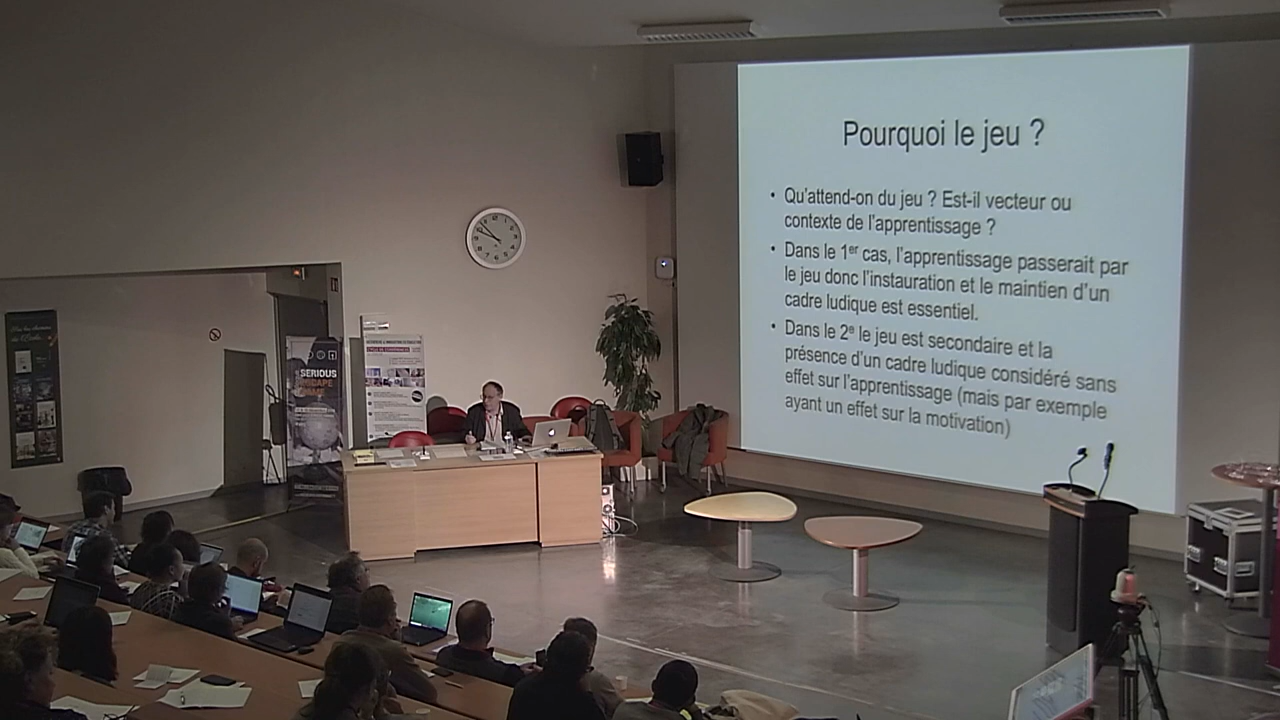 Pourquoi le jeu ?
• Qu'attend-on du jeu ? Est-il vecteur ou
contexte de l'apprentissage ?
• Dans le 1er cas, l'apprentissage passerait par
le jeu donc l'instauration et le maintien d'un
cadre ludique est essentiel.
• Dans le 2e le jeu est secondaire et la
présence d'un cadre ludique considéré sans
effet sur l'apprentissage (mais par exemple
ayant un effet sur la motivation)
SERIOUS
ESCAPE
GAME